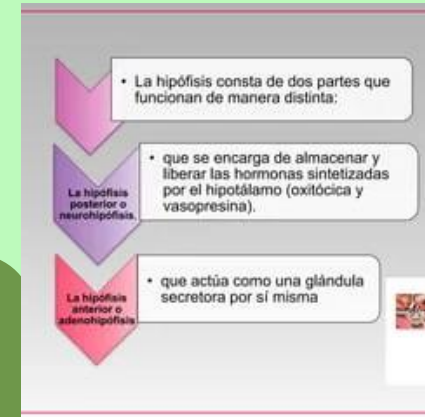 • La hipófisis consta de dos partes que
funcionan de manera distinta:
La hipófisis
posterior o
neurohipófisis.
• que se encarga de almacenar y
liberar las hormonas sintetizadas
por el hipotálamo (oxitócica y
vasopresina).
La hipófisis
anterior o
adenohipófisis
• que actúa como una glándula
secretora por sí misma